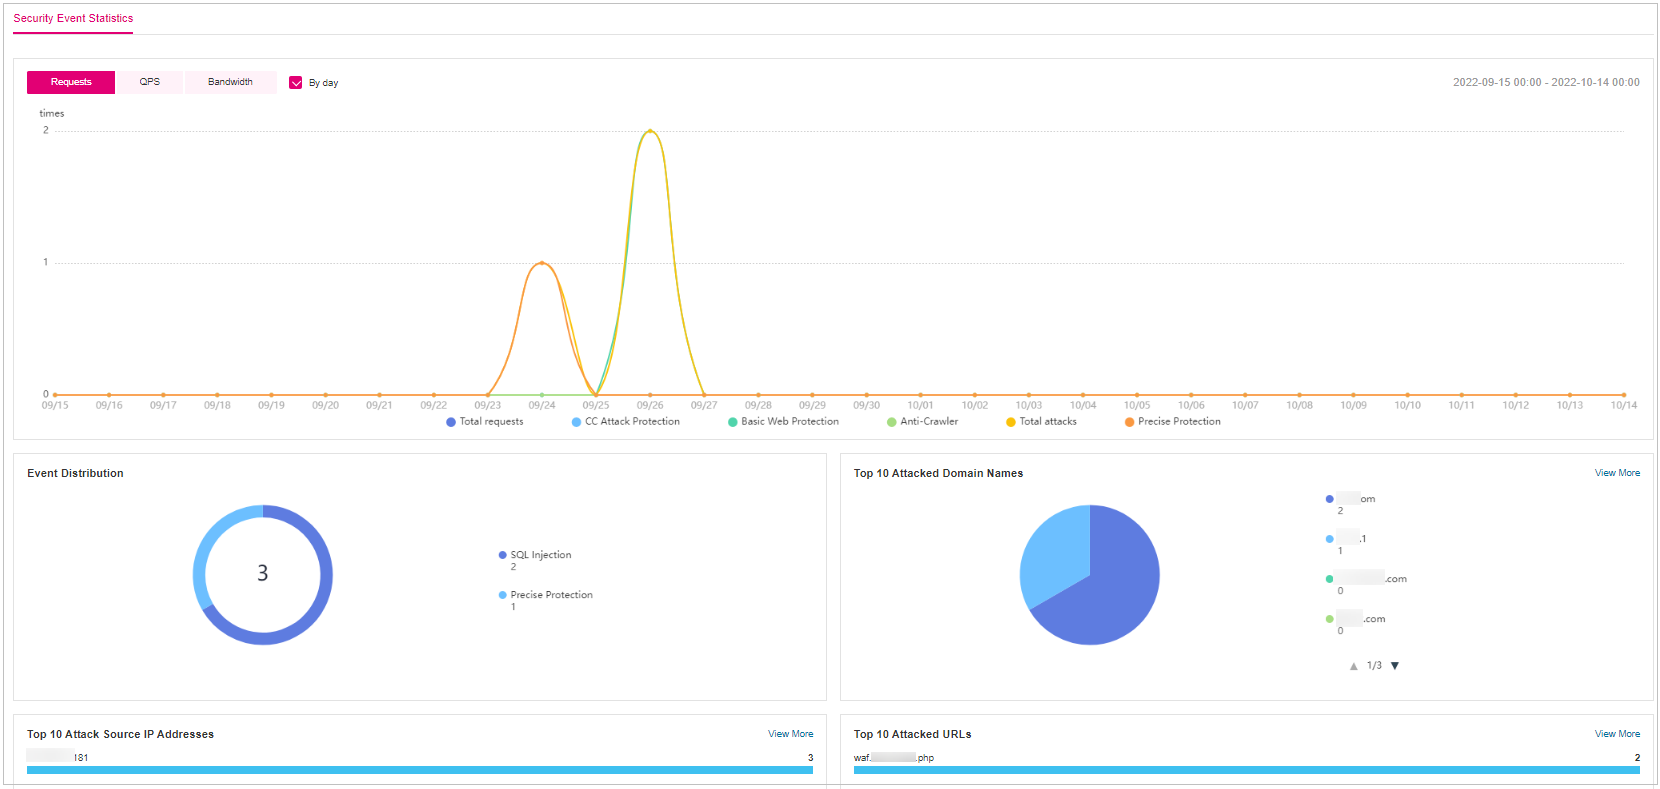 Security Event Statistics
Requests QPS Bandwidth By day 2022-09-15 00:00 - 2022-10-14 00:00
times
2
1
0
09/15 09/16 09/17 09/18 09/19 09/20 09/21 09/22 09/23 09/24 09/25 09/26 09/27 09/28 09/29 09/30 10/01 10/02 10/03 10/04 10/05 10/06 10/07 10/08 10/09 10/10 10/11 10/12 10/13 10/14
Total requests CC Attack Protection Basic Web Protection Anti-Crawler Total attacks Precise Protection
Event Distribution
3
SQL Injection
2
Precise Protection
1
Top 10 Attacked Domain Names View More
om
2
.1
1
.com
0
.com
0
1/3
Top 10 Attack Source IP Addresses View More
181 3
Top 10 Attacked URLs View More
waf. .php 2